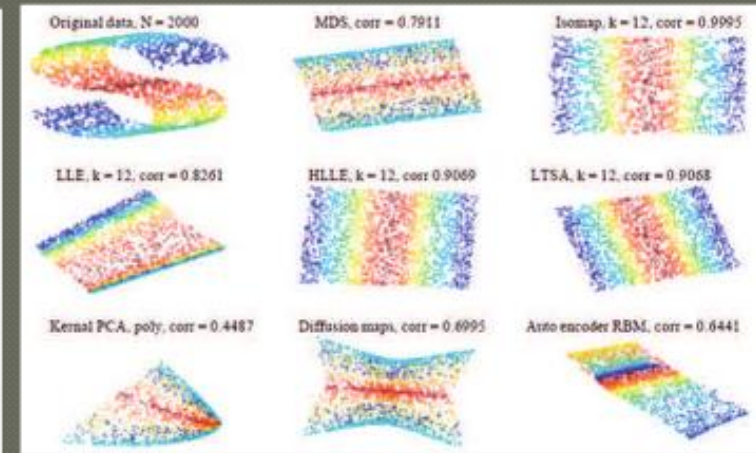 Original data, N = 2000
MDS, corr = 0.7911
Isomap, k = 12, corr = 0.9995
LLE, k = 12, corr = 0.8261
HLLE, k = 12, corr 0.9069
LTSA, k = 12, corr = 0.9068
Kernal PCA, poly, corr = 0.4487
Diffusion maps, corr = 0.6995
Auto encoder RBM, corr = 0.6441